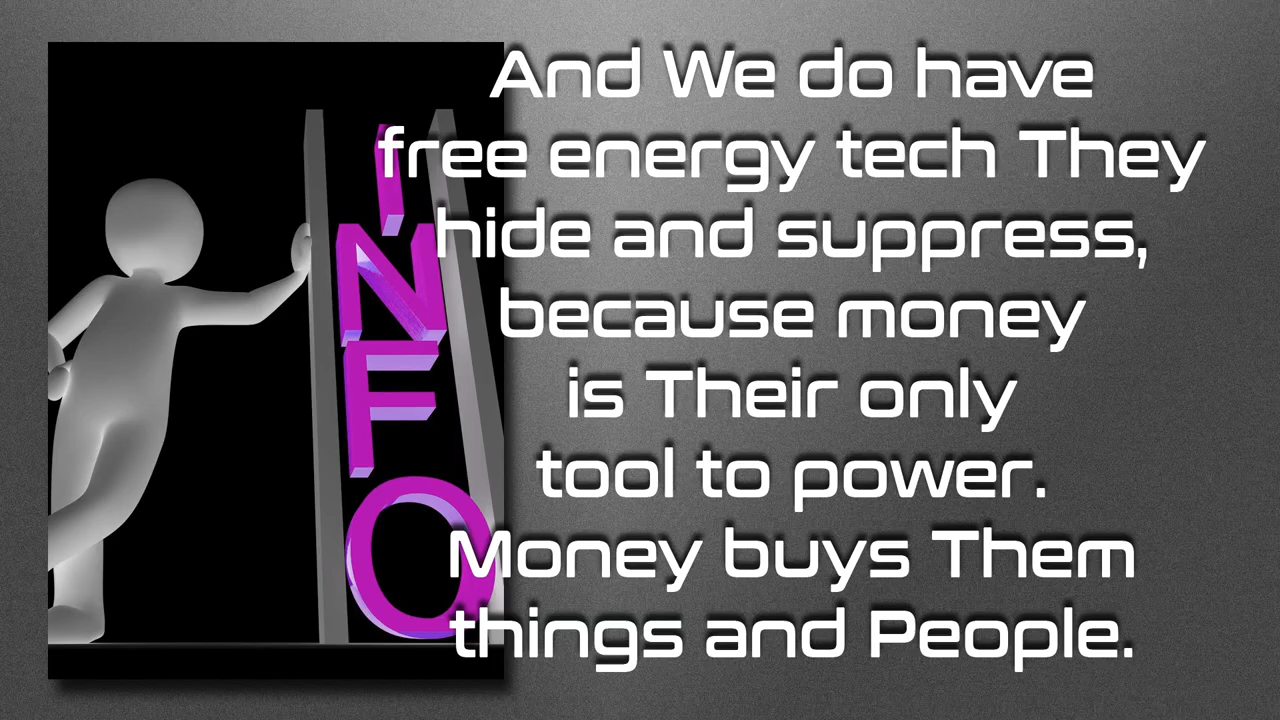 INFO
And We do have
free energy tech They
hide and suppress,
because money
is Their only
tool to power.
Money buys Them
things and People.